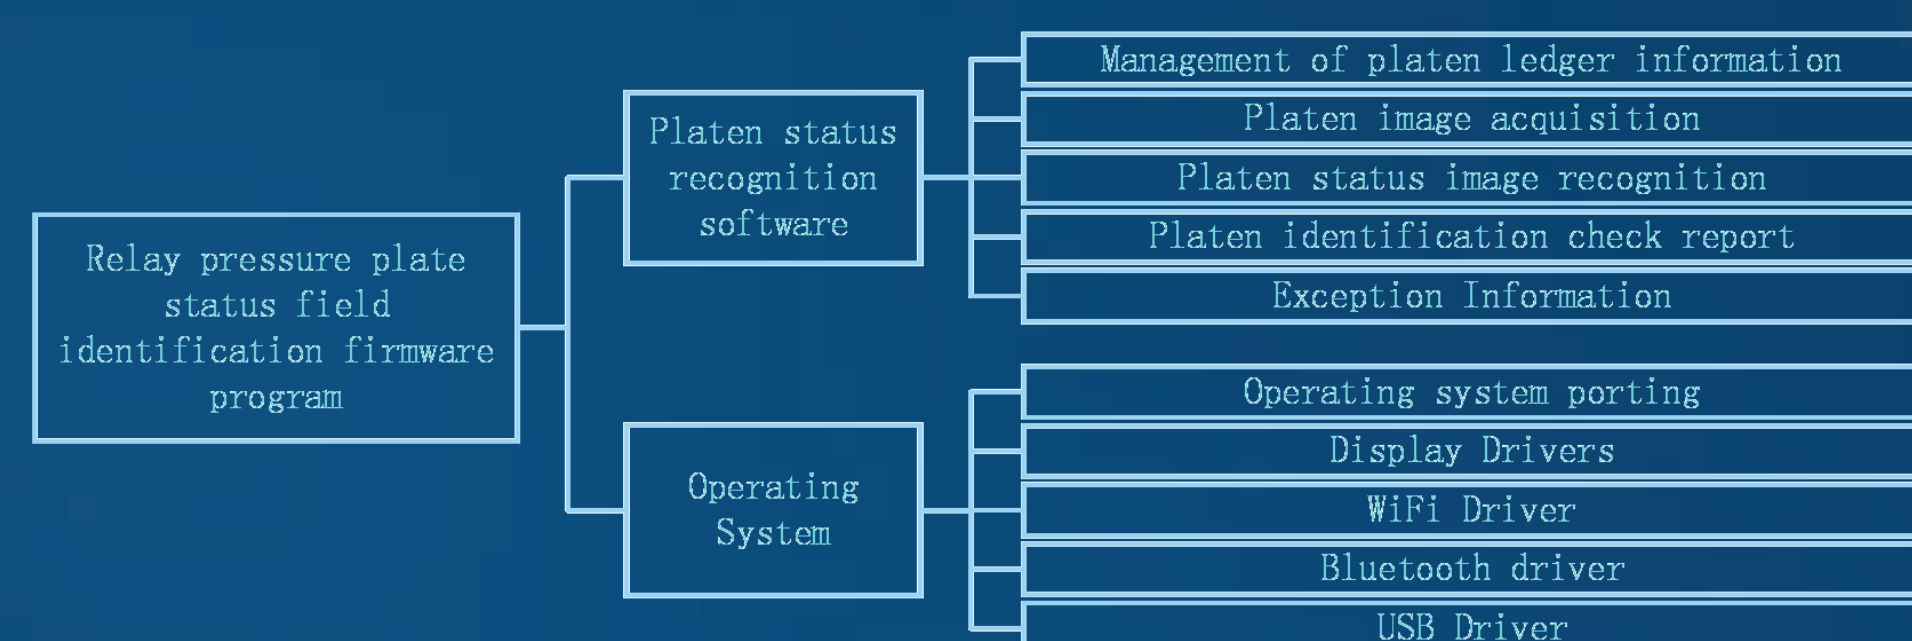 Relay pressure plate
status field
identification firmware
program
Platen status
recognition
software
Management of platen ledger information
Platen image acquisition
Platen status image recognition
Platen identification check report
Exception Information
Operating
System
Operating system porting
Display Drivers
WiFi Driver
Bluetooth driver
USB Driver